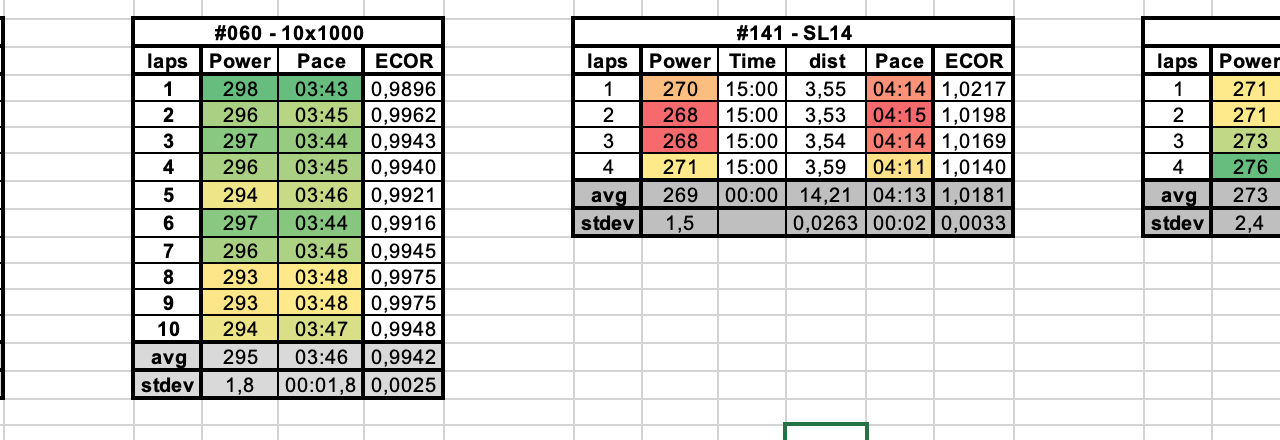 #060 - 10x1000
laps Power Pace ECOR
1 298 03:43 0,9896
2 296 03:45 0,9962
3 297 03:44 0,9943
4 296 03:45 0,9940
5 294 03:46 0,9921
6 297 03:44 0,9916
7 296 03:45 0,9945
8 293 03:48 0,9975
9 293 03:48 0,9975
10 294 03:47 0,9948
avg 295 03:46 0,9942
stdev 1,8 00:01,8 0,0025
#141 - SL14
laps Power Time dist Pace ECOR
1 270 15:00 3,55 04:14 1,0217
2 268 15:00 3,53 04:15 1,0198
3 268 15:00 3,54 04:14 1,0169
4 271 15:00 3,59 04:11 1,0140
avg 269 00:00 14,21 04:13 1,0181
stdev 1,5 0,0263 00:02 0,0033
laps Power
1 271
2 271
3 273
4 276
avg 273
stdev 2,4